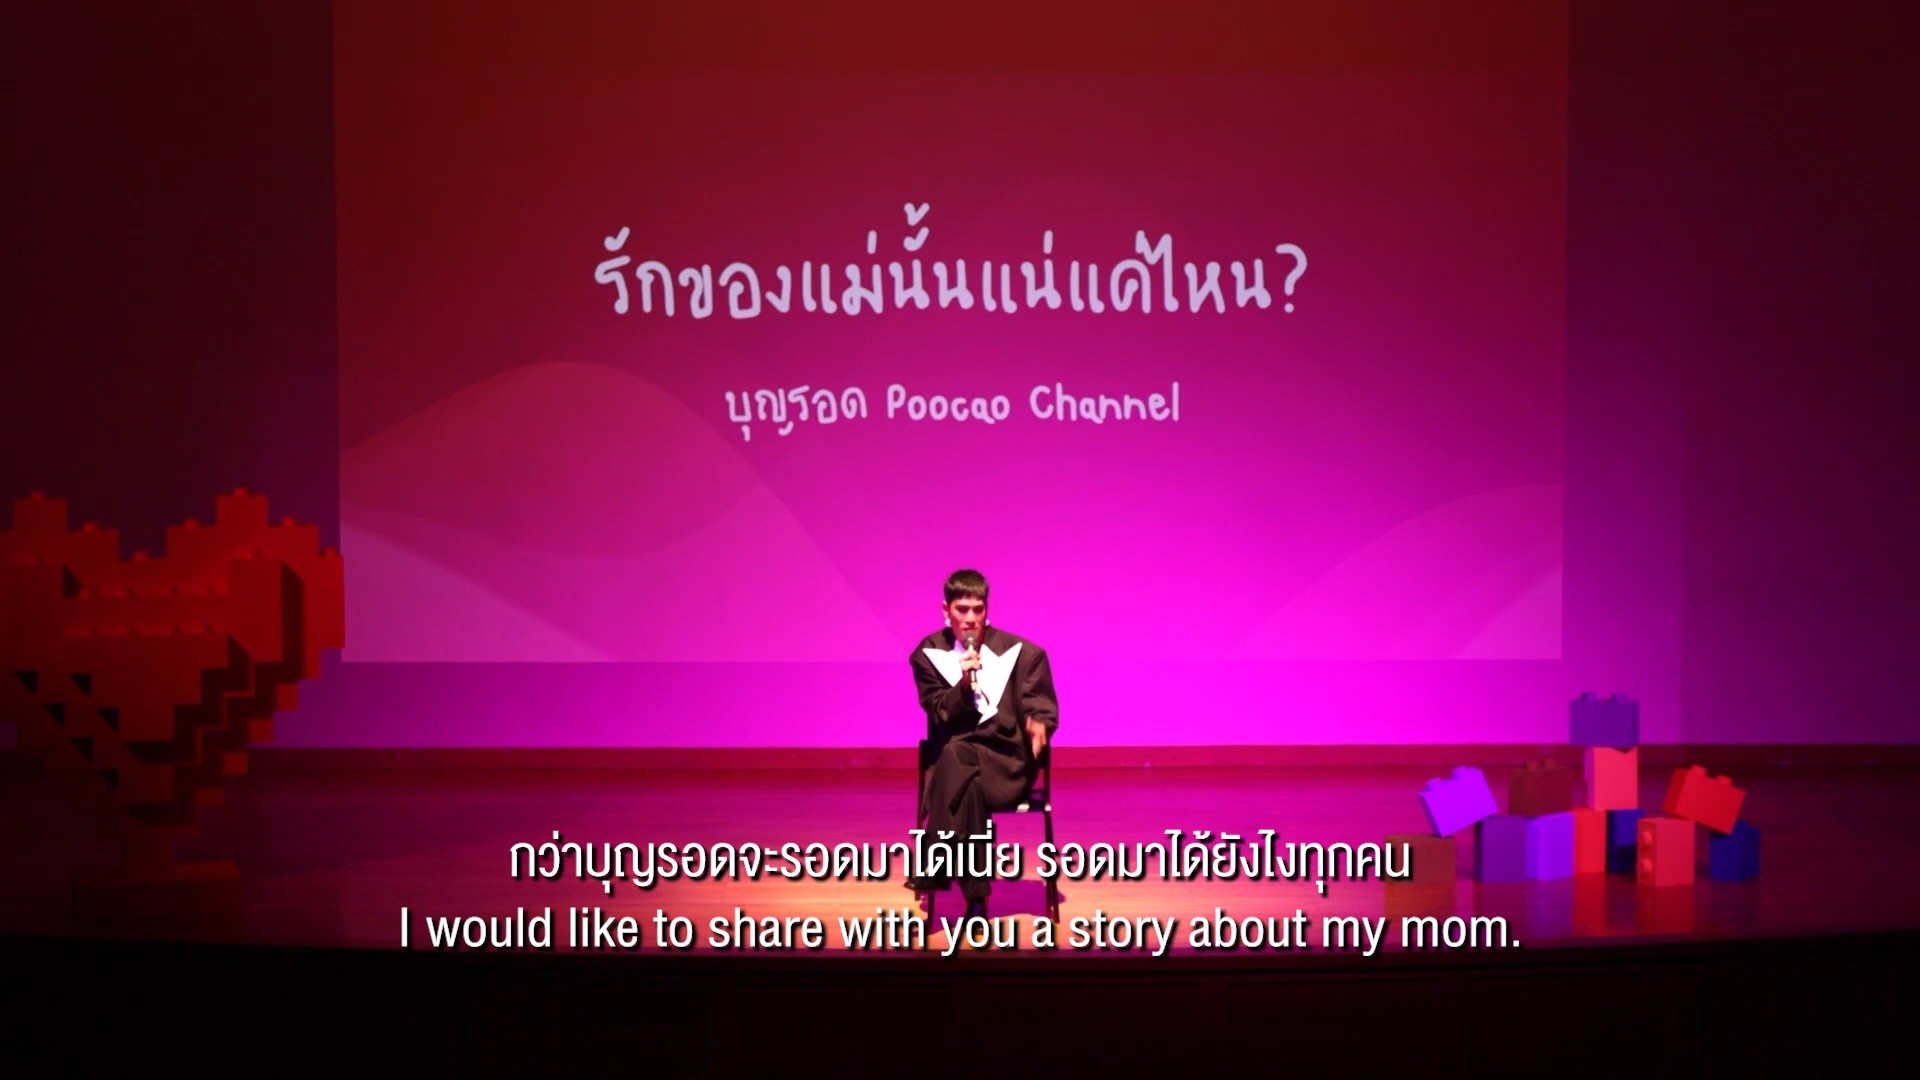 รักของแม่นั้นแน่แค่ไหน?
บุญรอด Poocao Channel
กว่าบุญรอดจะรอดมาได้เนี่ย รอดมาได้ยังไงทุกคน
I would like to share with you a story about my mom.